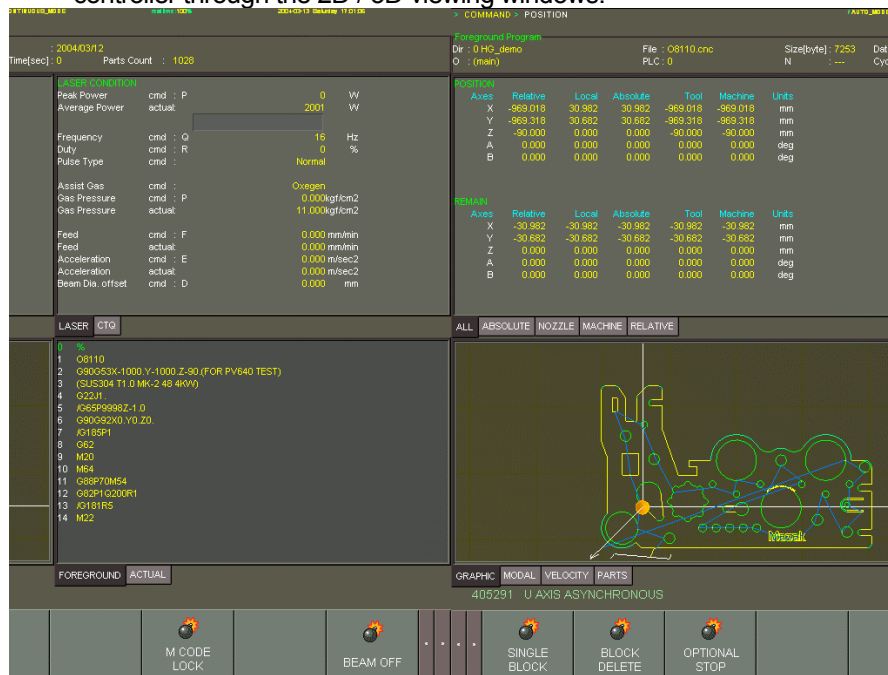 controller through the 2D / 3D viewing windows.
CONTINUOUS_MODE
2004-03-13 Saturday 17:01:06
> COMMAND > POSITION
: 2004/03/12
Time[sec] : 0 Parts Count : 1028
Foreground Program
Dir : 0 HG_demo File : O8110.cnc Size[byte] : 7253 Dat
O : (main) PLC : 0 N : --- Cyc
LASER CONDITION
Peak Power cmd : P 0 W
Average Power actual: 2001 W
Frequency cmd : Q 16 Hz
Duty cmd : R 0 %
Pulse Type cmd : Normal
Assist Gas cmd : Oxegen
Gas Pressure cmd : P 0.000kgf/cm2
Gas Pressure actual: 11.000kgf/cm2
Feed cmd : F 0.000 mm/min
Feed actual: 0.000 mm/min
Acceleration cmd : E 0.000 m/sec2
Acceleration actual: 0.000 m/sec2
Beam Dia. offset cmd : D 0.000 mm
LASER CTQ
POSITION
Axes Relative Local Absolute Tool Machine Units
X -969.018 30.982 30.982 -969.018 -969.018 mm
Y -969.318 30.682 30.682 -969.318 -969.318 mm
Z -90.000 0.000 0.000 -90.000 -90.000 mm
A 0.000 0.000 0.000 0.000 0.000 deg
B 0.000 0.000 0.000 0.000 0.000 deg
REMAIN
Axes Relative Local Absolute Tool Machine Units
X -30.982 -30.982 -30.982 -30.982 -30.982 mm
Y -30.682 -30.682 -30.682 -30.682 -30.682 mm
Z 0.000 0.000 0.000 0.000 0.000 mm
A 0.000 0.000 0.000 0.000 0.000 deg
B 0.000 0.000 0.000 0.000 0.000 deg
ALL ABSOLUTE NOZZLE MACHINE RELATIVE
0 %
1 O8110
2 G90G53X-1000.Y-1000.Z-90.(FOR PV640 TEST)
3 (SUS304 T1.0 MK-2 48 4KW)
4 G22J1.
5 /G65P9998Z-1.0
6 G90G92X0.Y0.Z0.
7 /G185P1
8 G62
9 M20
10 M64
11 G88P70M54
12 G82P1Q200R1
13 /G181R5
14 M22
FOREGROUND ACTUAL
Mazak
GRAPHIC MODAL VELOCITY PARTS
405291 U AXIS ASYNCHRONOUS
M CODE LOCK
BEAM OFF
SINGLE BLOCK
BLOCK DELETE
OPTIONAL STOP